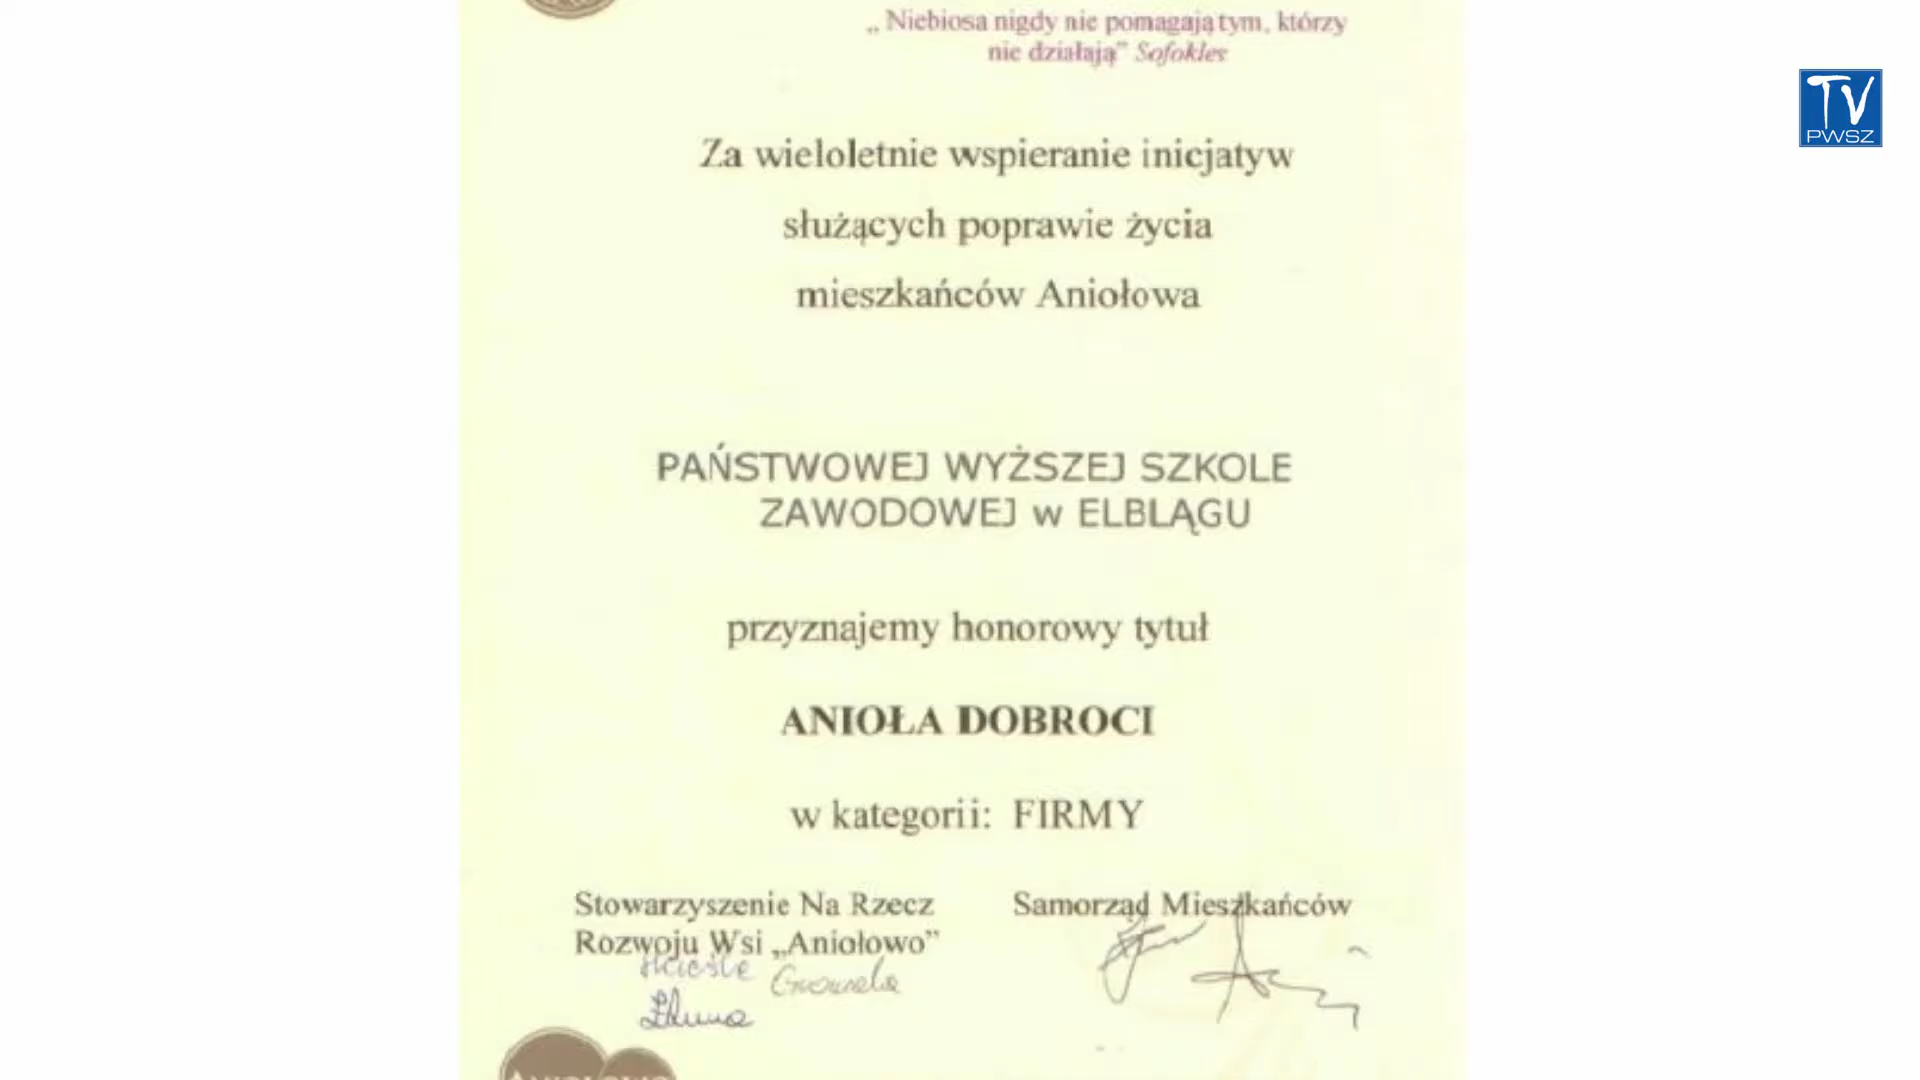 „ Niebiosa nigdy nie pomagają tym, którzy
nie działają” Sofokles
TV
PWSZ
Za wieloletnie wspieranie inicjatyw
służących poprawie życia
mieszkańców Aniołowa
PAŃSTWOWEJ WYŻSZEJ SZKOLE
ZAWODOWEJ w ELBLĄGU
przyznajemy honorowy tytuł
ANIOŁA DOBROCI
w kategorii: FIRMY
Stowarzyszenie Na Rzecz
Rozwoju Wsi „Aniołowo”
Samorząd Mieszkańców